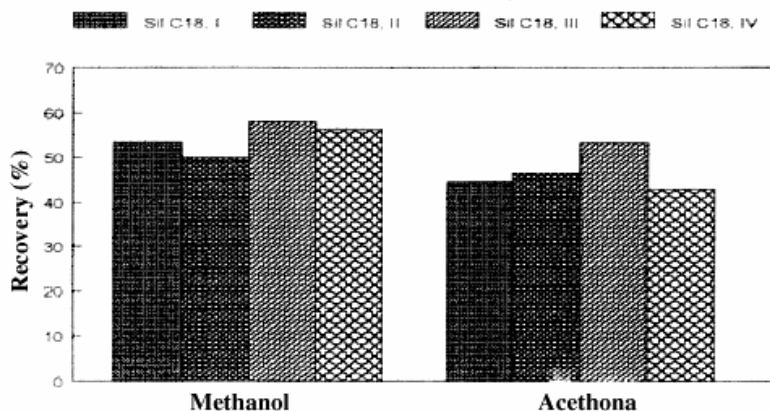 Sil C18, I Sil C18, II Sil C18, III Sil C18, IV
70
60
50
40
30
20
10
0
Recovery (%)
Methanol Acethona